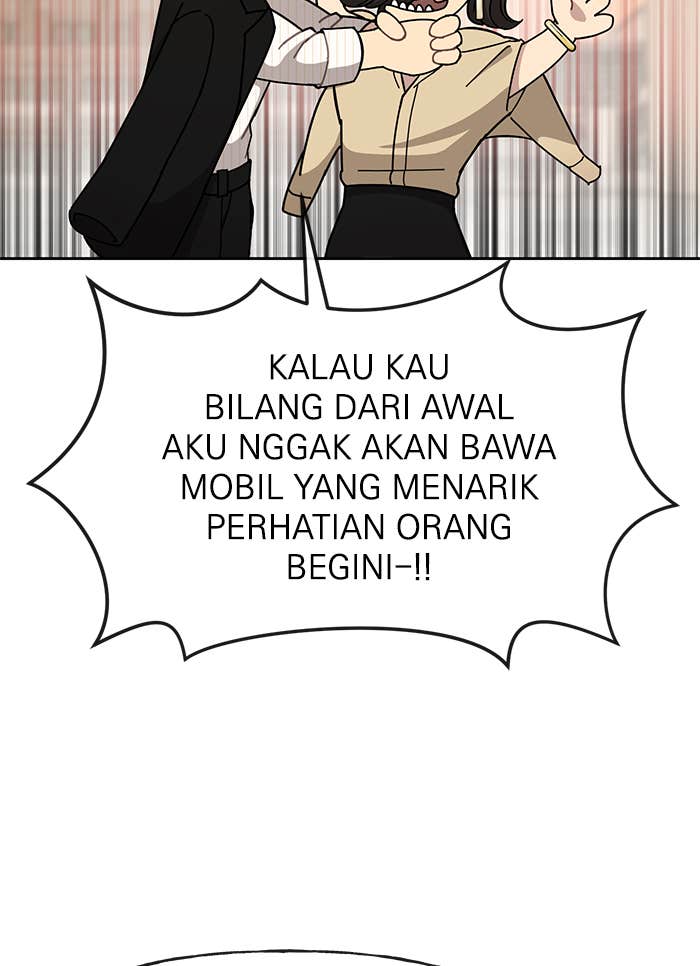 KALAU KAU
BILANG DARI AWAL
AKU NGGAK AKAN BAWA
MOBIL YANG MENARIK
PERHATIAN ORANG
BEGINI-!!